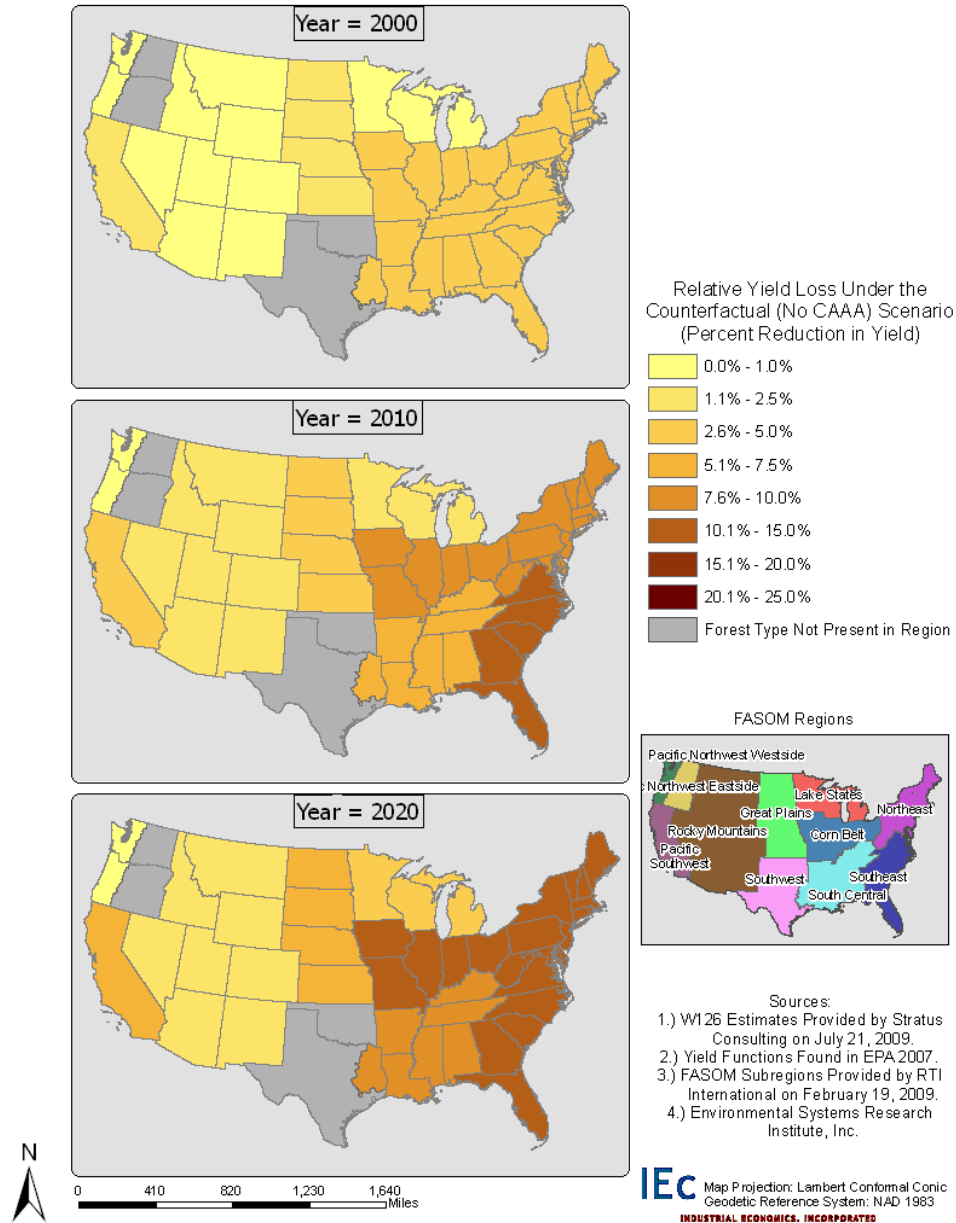 Year = 2000
Year = 2010
Year = 2020
Relative Yield Loss Under the
Counterfactual (No CAAA) Scenario
(Percent Reduction in Yield)
0.0% - 1.0%
1.1% - 2.5%
2.6% - 5.0%
5.1% - 7.5%
7.6% - 10.0%
10.1% - 15.0%
15.1% - 20.0%
20.1% - 25.0%
Forest Type Not Present in Region
FASOM Regions
Pacific Northwest Westside
c Northwest Eastside
Lake States
Great Plains
Northeast
Rocky Mountains
Corn Belt
Pacific
Southwest
Southwest
Southeast
South Central
Sources:
1.) W126 Estimates Provided by Stratus
Consulting on July 21, 2009.
2.) Yield Functions Found in EPA 2007.
3.) FASOM Subregions Provided by RTI
International on February 19, 2009.
4.) Environmental Systems Research
Institute, Inc.
N
0 410 820 1,230 1,640
Miles
IEc
Map Projection: Lambert Conformal Conic
Geodetic Reference System: NAD 1983
INDUSTRIAL ECONOMICS, INCORPORATED